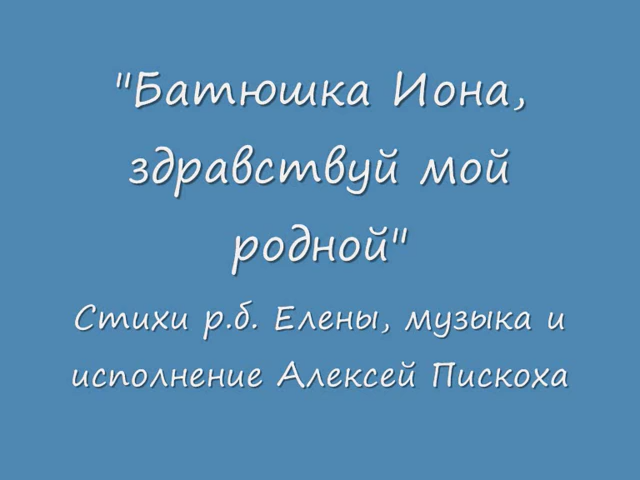 "Батюшка Иона,
здравствуй мой
родной"
Стихи р.б. Елены, музыка и
исполнение Алексей Пискоха